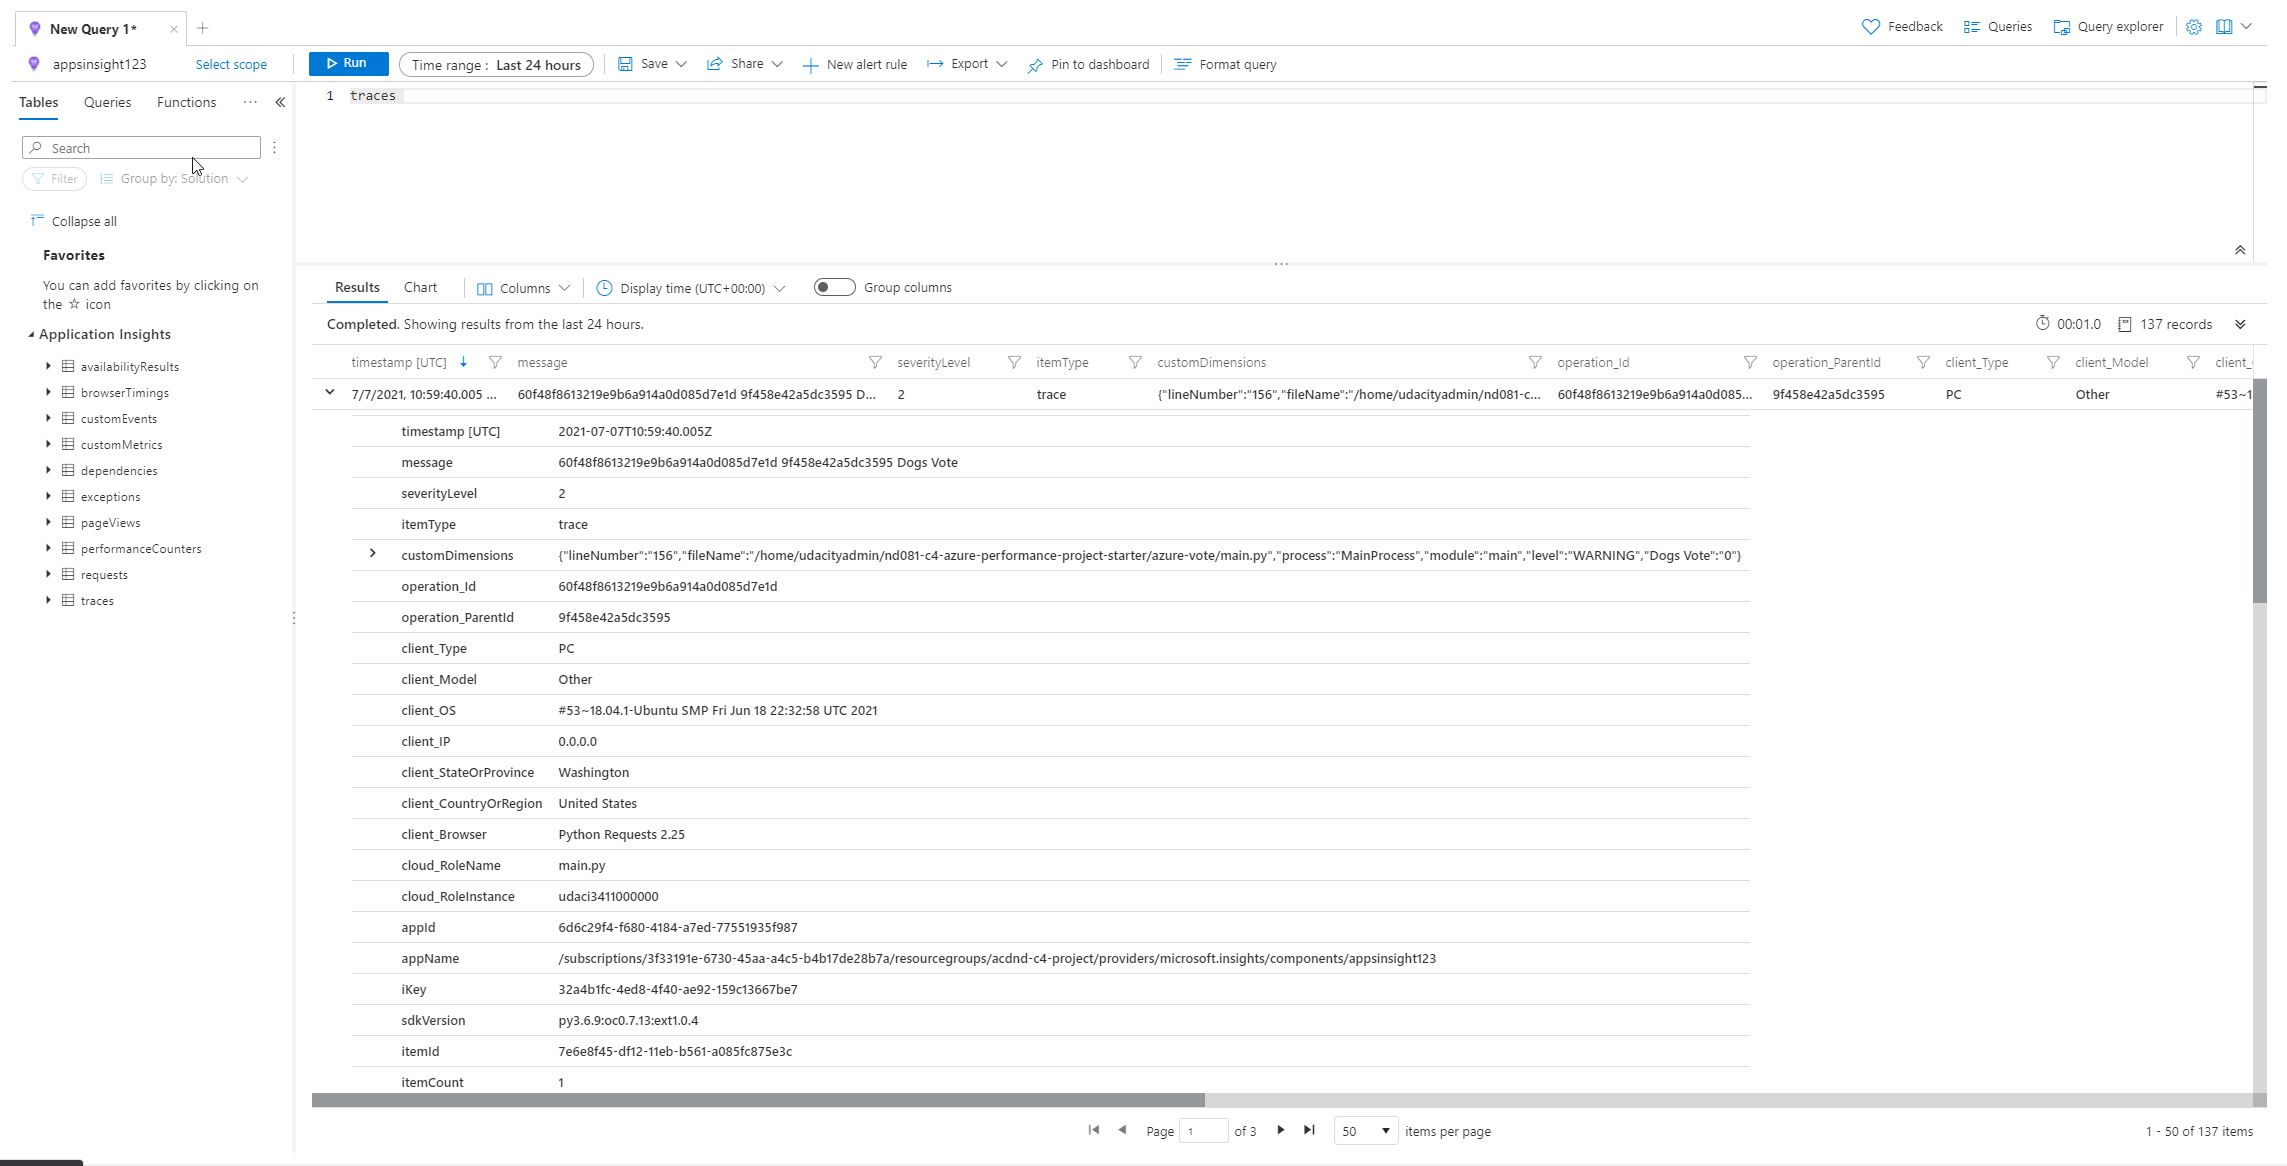 New Query 1*
Feedback
Queries
Query explorer
appsinsight123
Select scope
Run
Time range : Last 24 hours
Save
Share
New alert rule
Export
Pin to dashboard
Format query
Tables
Queries
Functions
1 traces
Search
Filter
Group by: Solution
Collapse all
Favorites
You can add favorites by clicking on
the ☆ icon
Application Insights
availabilityResults
browserTimings
customEvents
customMetrics
dependencies
exceptions
pageViews
performanceCounters
requests
traces
Results
Chart
Columns
Display time (UTC+00:00)
Group columns
Completed. Showing results from the last 24 hours.
00:01.0
137 records
timestamp [UTC] message severityLevel itemType customDimensions operation_Id operation_ParentId client_Type client_Model client_
7/7/2021, 10:59:40.005 ... 60f48f8613219e9b6a914a0d085d7e1d 9f458e42a5dc3595 D... 2 trace {"lineNumber":"156","fileName":"/home/udacityadmin/nd081-c... 60f48f8613219e9b6a914a0d085... 9f458e42a5dc3595 PC Other #53~1
timestamp [UTC] 2021-07-07T10:59:40.005Z
message 60f48f8613219e9b6a914a0d085d7e1d 9f458e42a5dc3595 Dogs Vote
severityLevel 2
itemType trace
customDimensions {"lineNumber":"156","fileName":"/home/udacityadmin/nd081-c4-azure-performance-project-starter/azure-vote/main.py","process":"MainProcess","module":"main","level":"WARNING","Dogs Vote":"0"}
operation_Id 60f48f8613219e9b6a914a0d085d7e1d
operation_ParentId 9f458e42a5dc3595
client_Type PC
client_Model Other
client_OS #53~18.04.1-Ubuntu SMP Fri Jun 18 22:32:58 UTC 2021
client_IP 0.0.0.0
client_StateOrProvince Washington
client_CountryOrRegion United States
client_Browser Python Requests 2.25
cloud_RoleName main.py
cloud_RoleInstance udaci3411000000
appId 6d6c29f4-f680-4184-a7ed-77551935f987
appName /subscriptions/3f33191e-6730-45aa-a4c5-b4b17de28b7a/resourcegroups/acdnd-c4-project/providers/microsoft.insights/components/appsinsight123
iKey 32a4b1fc-4ed8-4f40-ae92-159c13667be7
sdkVersion py3.6.9:oc0.7.13:ext1.0.4
itemId 7e6e8f45-df12-11eb-b561-a085fc875e3c
itemCount 1
Page 1 of 3
50 items per page
1 - 50 of 137 items